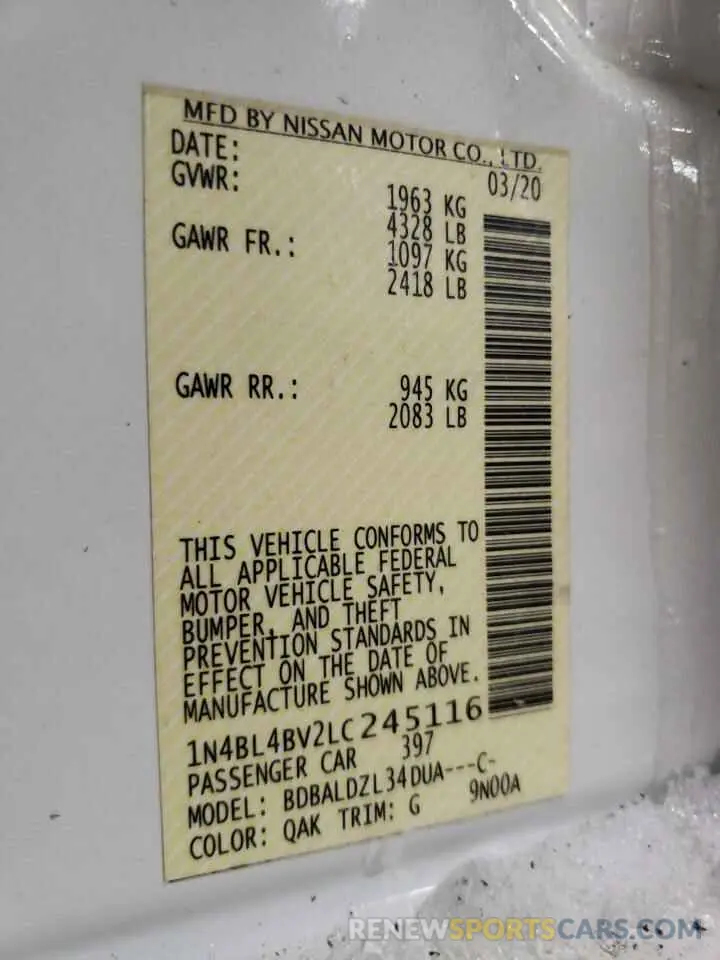 MFD BY NISSAN MOTOR CO., LTD.
DATE: 03/20
GVWR: 1963 KG
4328 LB
GAWR FR.: 1097 KG
2418 LB
GAWR RR.: 945 KG
2083 LB
THIS VEHICLE CONFORMS TO
ALL APPLICABLE FEDERAL
MOTOR VEHICLE SAFETY,
BUMPER, AND THEFT
PREVENTION STANDARDS IN
EFFECT ON THE DATE OF
MANUFACTURE SHOWN ABOVE.
1N4BL4BV2LC245116
PASSENGER CAR 397
MODEL: BDBALDZL34DUA---C-
COLOR: QAK TRIM: G 9N00A
RENEWSPORTSCARS.COM